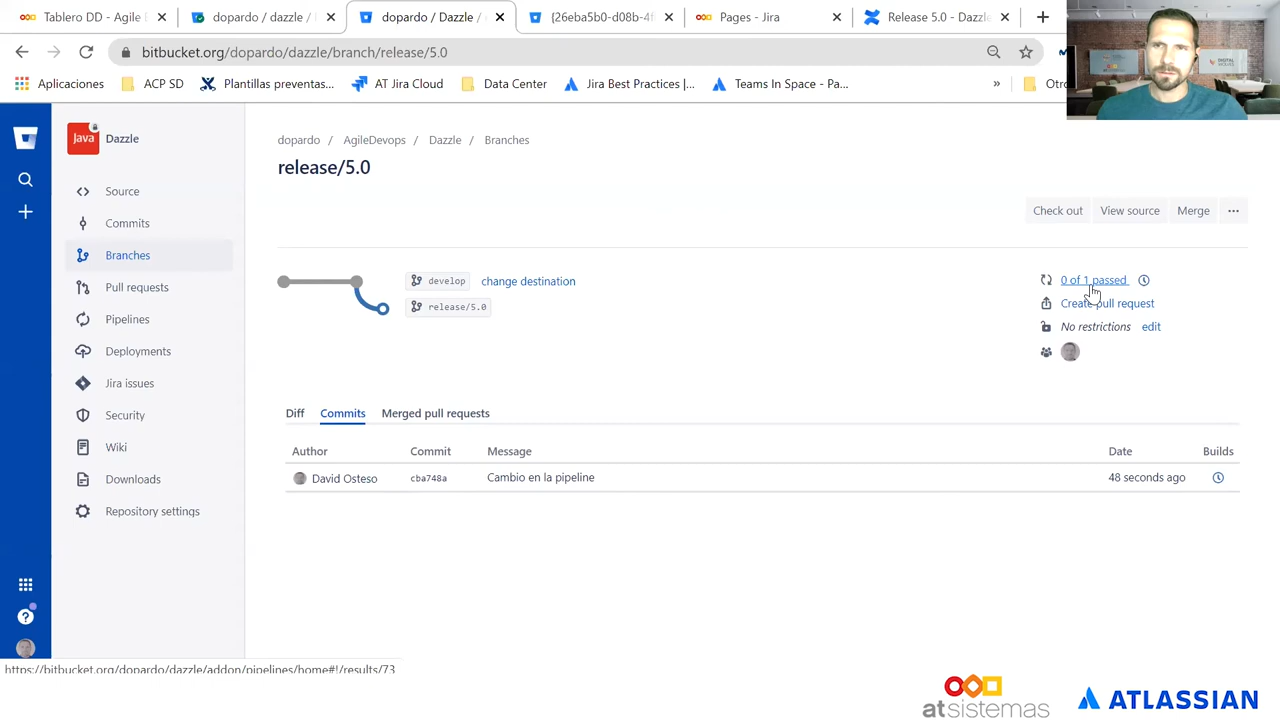 Tablero DD - Agile
dopardo / dazzle /
dopardo / Dazzle /
{26eba5b0-d08b-4f
Pages - Jira
Release 5.0 - Dazzle
bitbucket.org/dopardo/dazzle/branch/release/5.0
Aplicaciones
ACP SD
Plantillas preventas...
AT Jira Cloud
Data Center
Jira Best Practices |...
Teams In Space - Pa...
»
Otro
Java
Dazzle
Source
Commits
Branches
Pull requests
Pipelines
Deployments
Jira issues
Security
Wiki
Downloads
Repository settings
dopardo / AgileDevops / Dazzle / Branches
release/5.0
Check out
View source
Merge
develop
change destination
release/5.0
0 of 1 passed
Create pull request
No restrictions edit
Diff
Commits
Merged pull requests
Author
Commit
Message
Date
Builds
David Osteso
cba748a
Cambio en la pipeline
48 seconds ago
https://bitbucket.org/dopardo/dazzle/addon/pipelines/home#!/results/73
atsistemas
ATLASSIAN